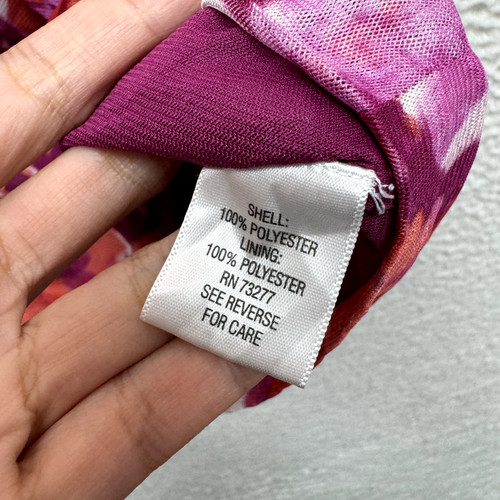 SHELL:
100% POLYESTER
LINING:
100% POLYESTER
RN 73277
SEE REVERSE
FOR CARE